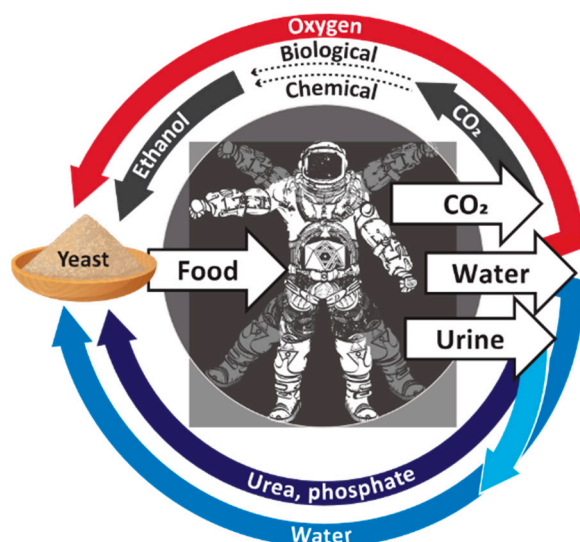 Oxygen
Biological
Chemical
Ethanol
CO₂
CO₂
Yeast
Food
Water
Urine
Urea, phosphate
Water